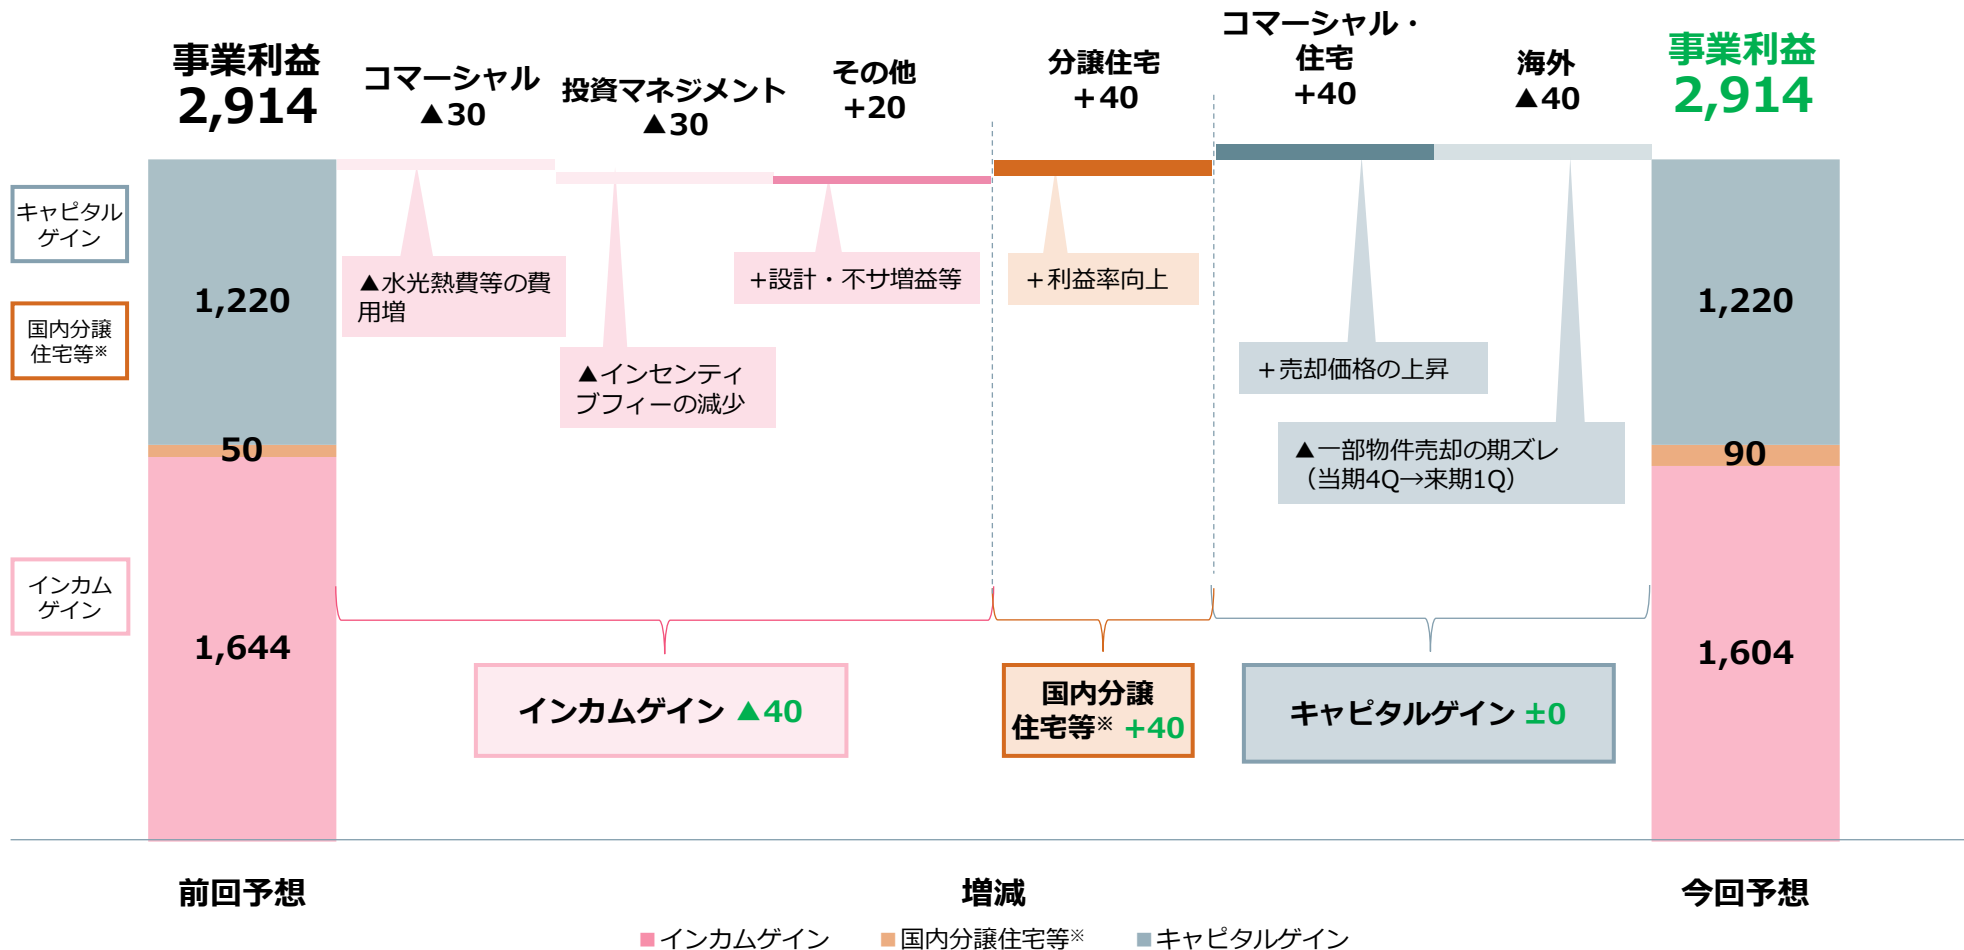 事業利益
2,914
コマーシャル
▲30
投資マネジメント
▲30
その他
+20
分譲住宅
＋40
コマーシャル・
住宅
+40
海外
▲40
事業利益
2,914
キャピタル
ゲイン
国内分譲
住宅等※
インカム
ゲイン
1,220
50
1,644
▲水光熱費等の費
用増
▲インセンティ
ブフィーの減少
+設計・不サ増益等
＋利益率向上
＋売却価格の上昇
▲一部物件売却の期ズレ
（当期4Q→来期1Q）
1,220
90
1,604
インカムゲイン ▲40
国内分譲
住宅等※ +40
キャピタルゲイン ±0
前回予想
増減
今回予想
インカムゲイン
国内分譲住宅等※
キャピタルゲイン